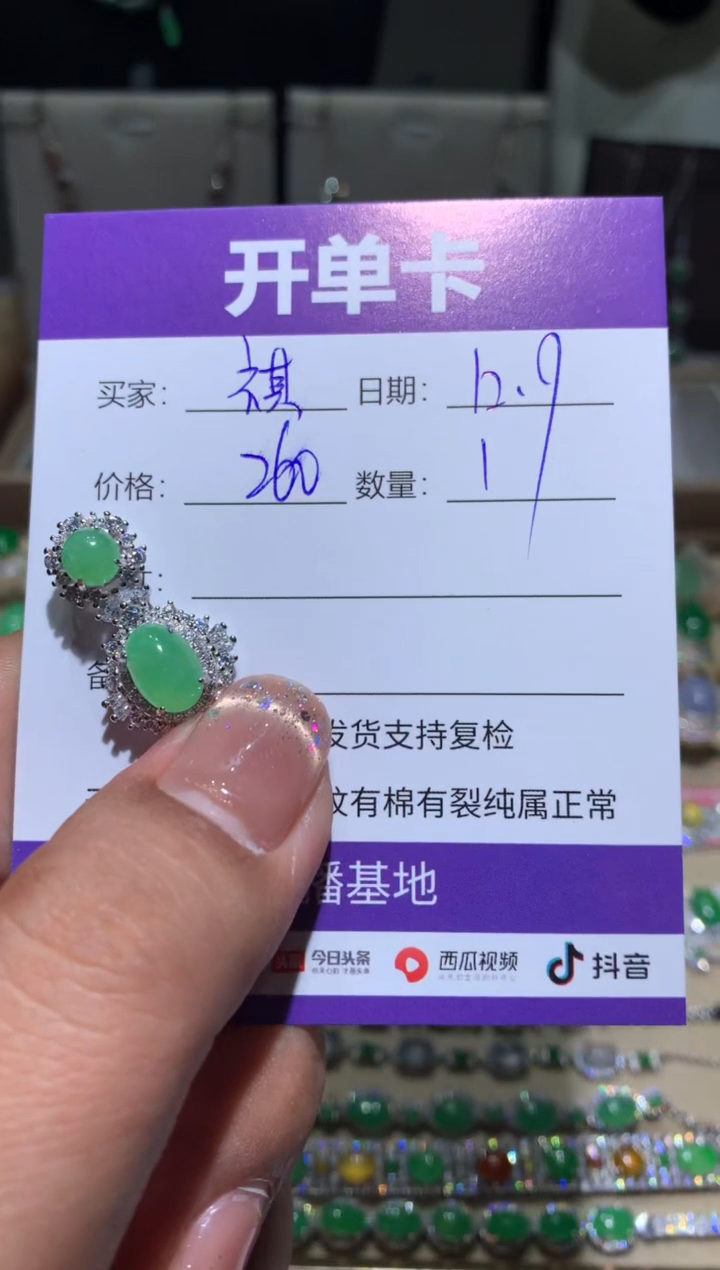 开单卡
买家: 祺 日期: 12.9
价格: 260 数量: 1
发货支持复检
纹有棉有裂纯属正常
播基地
头条 今日头条 西瓜视频 抖音